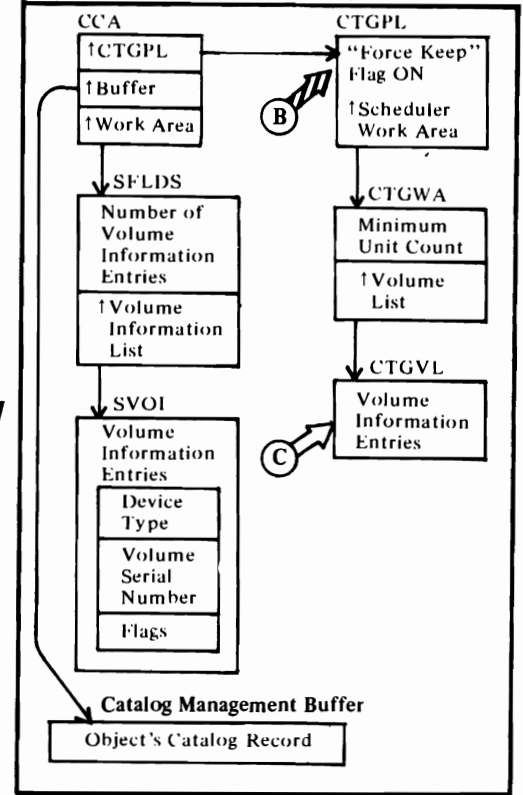 CCA
↑CTGPL
↑Buffer
↑Work Area
CTGPL
"Force Keep"
Flag ON
↑Scheduler
Work Area
B
SFLDS
Number of
Volume
Information
Entries
↑Volume
Information
List
CTGWA
Minimum
Unit Count
↑Volume
List
SVOI
Volume
Information
Entries
Device
Type
Volume
Serial
Number
Flags
CTGVL
Volume
Information
Entries
C
Catalog Management Buffer
Object's Catalog Record